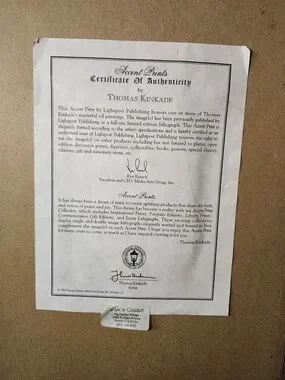 Accent Prints
Certificate Of Authenticity
by
THOMAS KINKADE
This Accent Print by Lightpost Publishing honors one or more of Thomas
Kinkade's masterful oil paintings. The image(s) has been previously published by
Lightpost Publishing as a full-size limited edition lithograph. This Accent Print is
elegantly framed according to the artist's specifications and is hereby certified as an
authorized issue of Lightpost Publishing. Lightpost Publishing reserves the right to
use the image(s) on other products including but not limited to plates, open
edition, decorative prints, figurines, collectibles, books, posters, special charity
editions, gift and stationery items, etc.
Ken Raasch
President and CEO, Media Arts Group, Inc.
Accent Prints
It has always been a dream of mine to create uplifting products that share my faith
and vision of peace and joy. This dream has become a reality with my Accent Print
Collection, which includes Inspirational Prints, Portfolio Editions, Library Prints,
Commemorative Gift Editions, and Book Lithographs. These exciting collections
display single and double image lithographs elegantly matted and framed to best
complement the image(s) in each Accent Print. I hope you enjoy this Accent Print
for many years to come, as much as I have enjoyed creating it for you.
- Thomas Kinkade
Thomas Kinkade
Artist